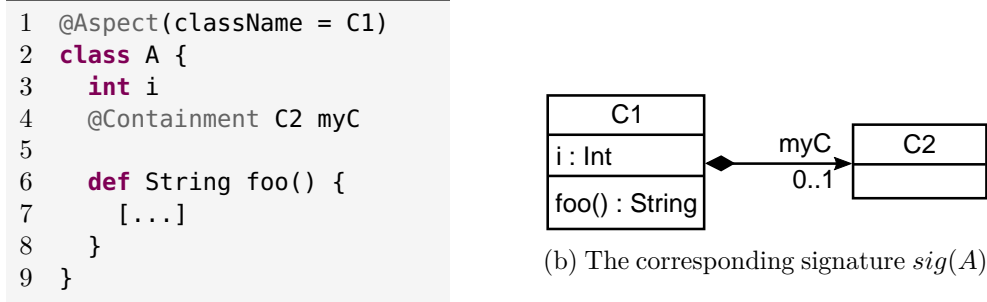 1 @Aspect(className = C1)
2 class A {
3 int i
4 @Containment C2 myC
5
6 def String foo() {
7 [...]
8 }
9 }
C1
i : Int
foo() : String
myC
0..1
C2
(b) The corresponding signature sig(A)